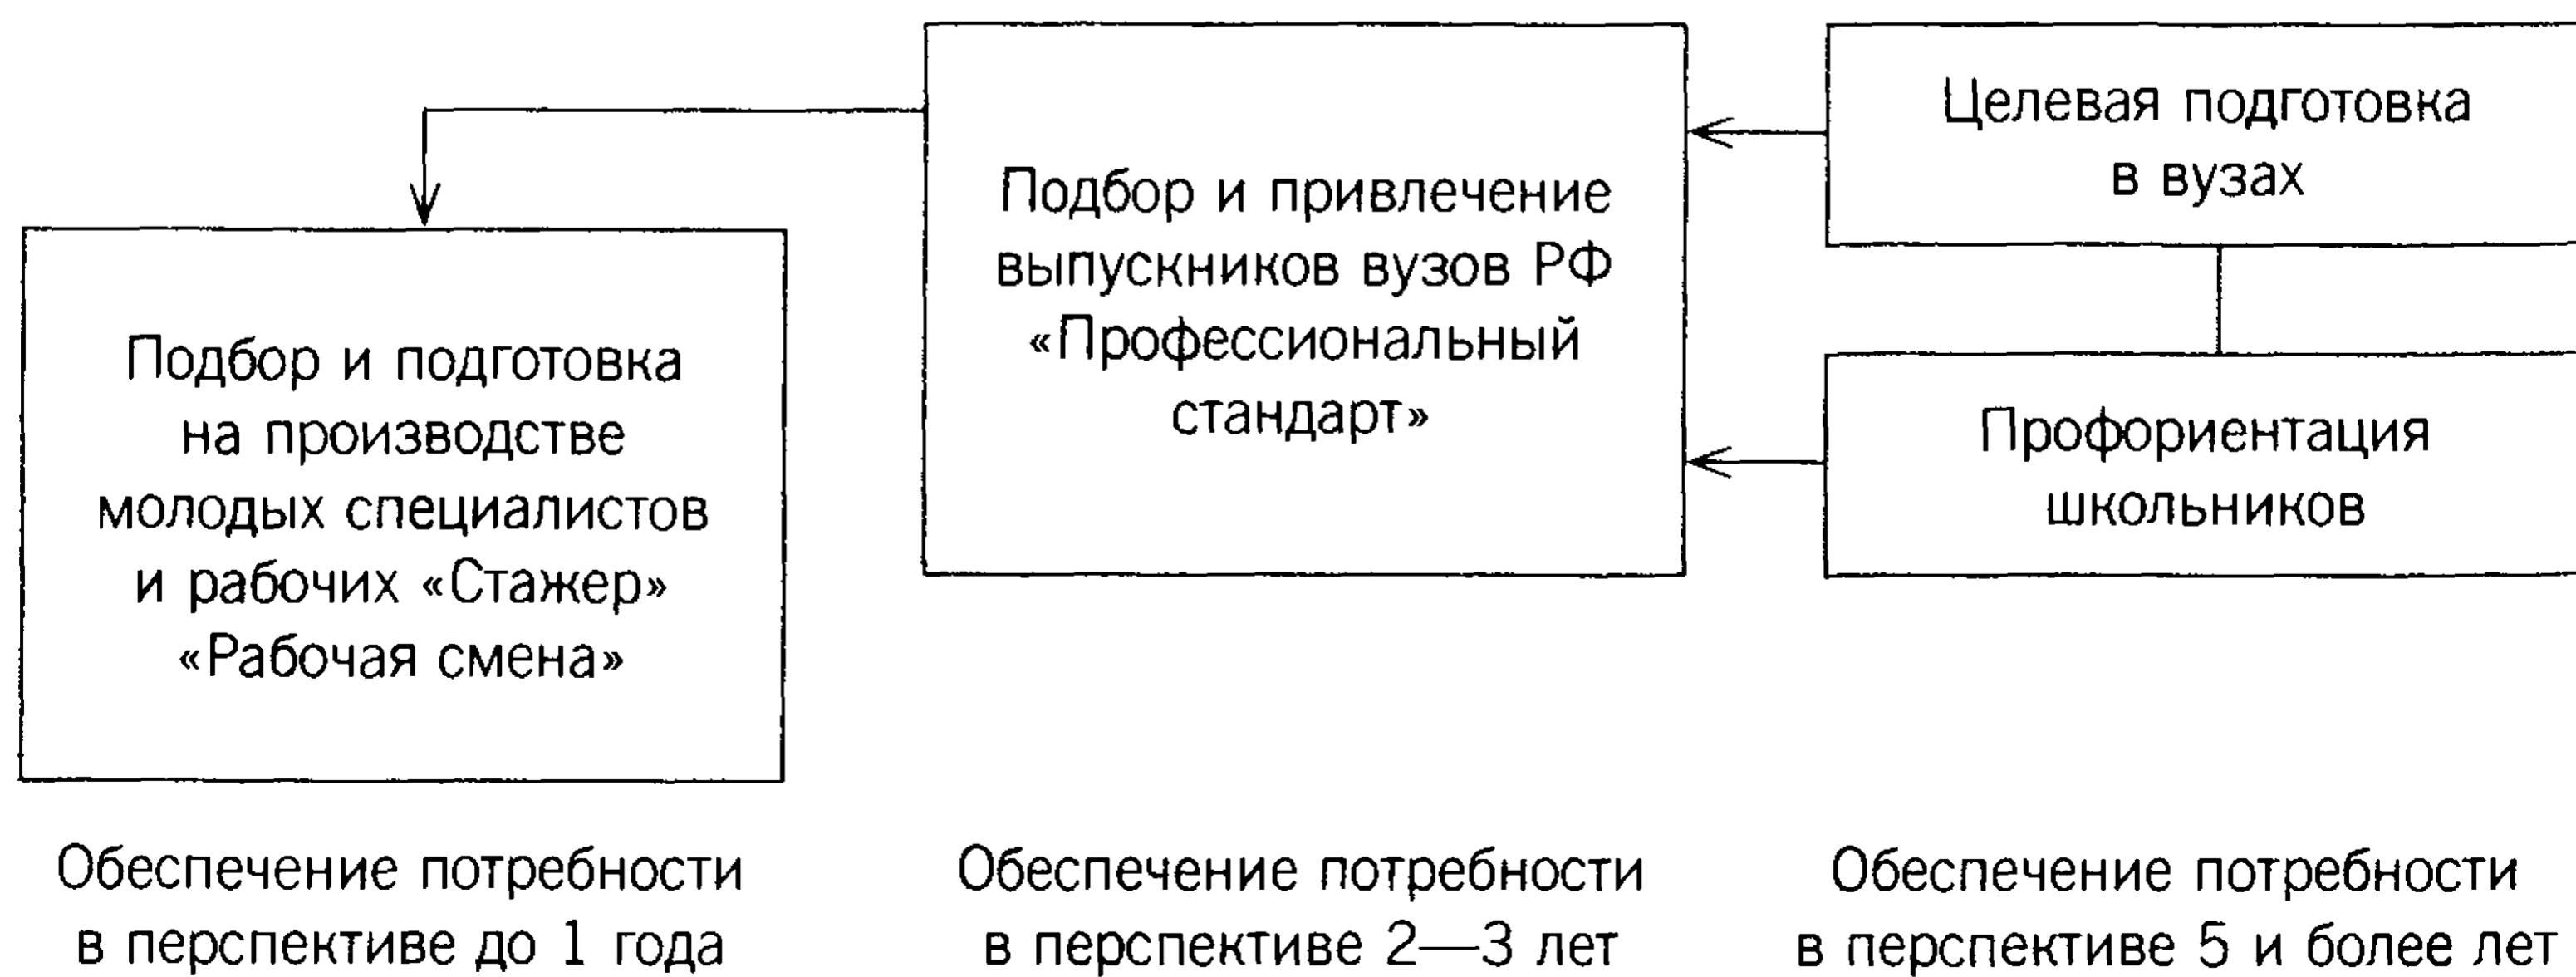 Подбор и подготовка
на производстве
молодых специалистов
и рабочих «Стажер»
«Рабочая смена»
Подбор и привлечение
выпускников вузов РФ
«Профессиональный
стандарт»
Целевая подготовка
в вузах
Профориентация
школьников
Обеспечение потребности
в перспективе до 1 года
Обеспечение потребности
в перспективе 2—3 лет
Обеспечение потребности
в перспективе 5 и более лет